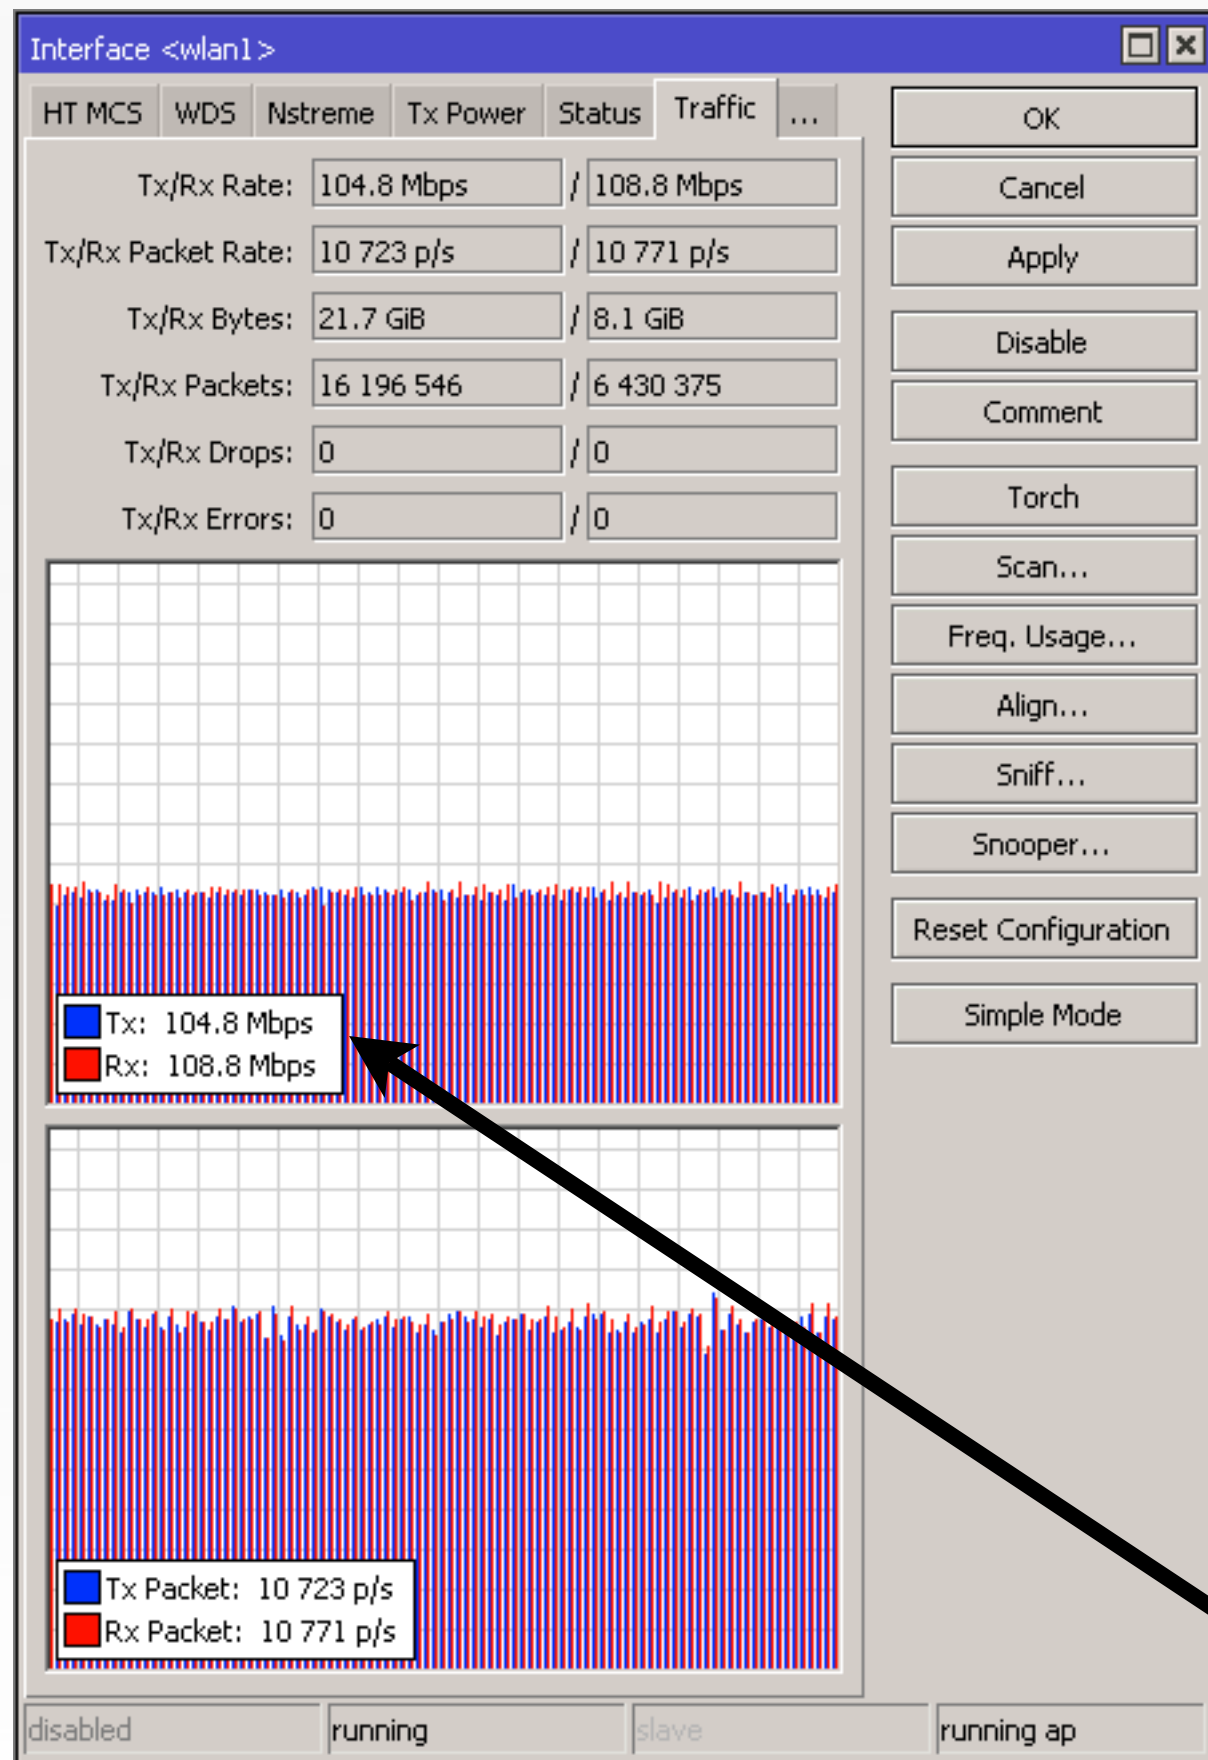 Interface <wlan1>
HT MCS WDS Nstreme Tx Power Status Traffic ...
Tx/Rx Rate: 104.8 Mbps / 108.8 Mbps
Tx/Rx Packet Rate: 10 723 p/s / 10 771 p/s
Tx/Rx Bytes: 21.7 GiB / 8.1 GiB
Tx/Rx Packets: 16 196 546 / 6 430 375
Tx/Rx Drops: 0 / 0
Tx/Rx Errors: 0 / 0
Tx: 104.8 Mbps
Rx: 108.8 Mbps
Tx Packet: 10 723 p/s
Rx Packet: 10 771 p/s
OK
Cancel
Apply
Disable
Comment
Torch
Scan...
Freq. Usage...
Align...
Sniff...
Snooper...
Reset Configuration
Simple Mode
disabled running slave running ap